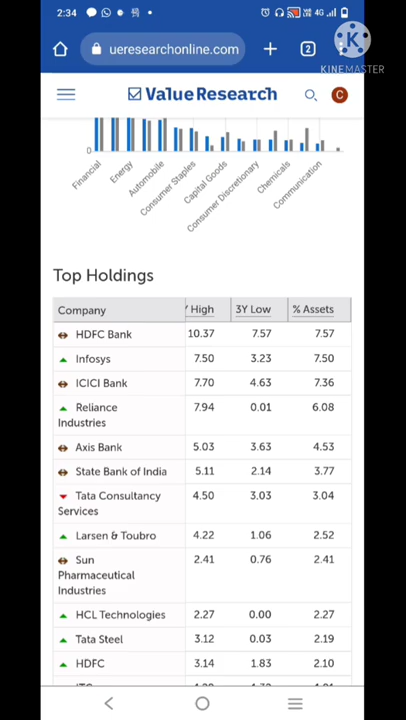 2:34
4G
ueresearchonline.com
2
K
KINEMASTER
ValueResearch
C
0
Financial
Energy
Automobile
Consumer Staples
Capital Goods
Consumer Discretionary
Chemicals
Communication
Top Holdings
Company High 3Y Low % Assets
HDFC Bank 10.37 7.57 7.57
Infosys 7.50 3.23 7.50
ICICI Bank 7.70 4.63 7.36
Reliance 7.94 0.01 6.08
Industries
Axis Bank 5.03 3.63 4.53
State Bank of India 5.11 2.14 3.77
Tata Consultancy 4.50 3.03 3.04
Services
Larsen & Toubro 4.22 1.06 2.52
Sun 2.41 0.76 2.41
Pharmaceutical
Industries
HCL Technologies 2.27 0.00 2.27
Tata Steel 3.12 0.03 2.19
HDFC 3.14 1.83 2.10